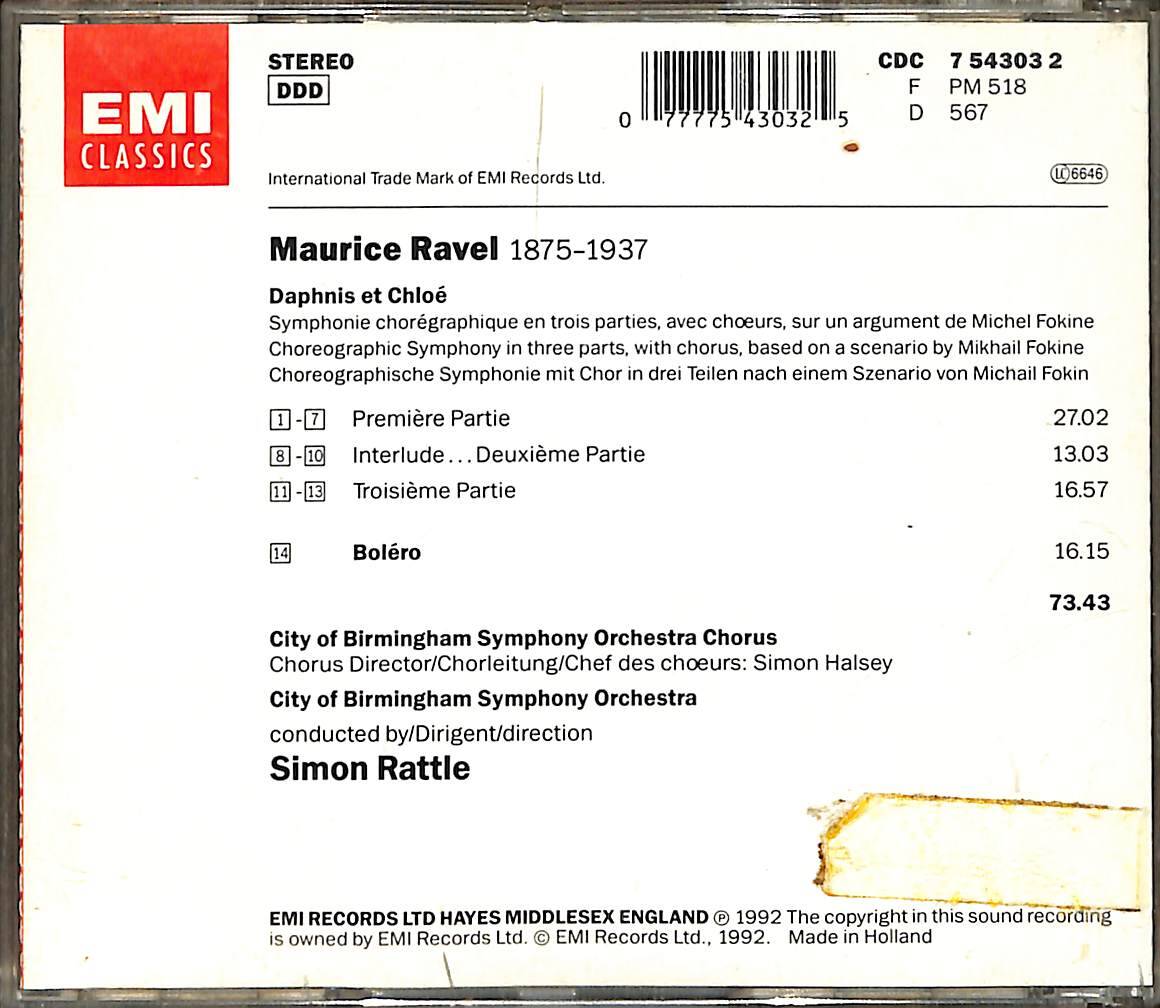 EMI
CLASSICS
STEREO
DDD
0 77775 43032 5
CDC 7 54303 2
F PM 518
D 567
International Trade Mark of EMI Records Ltd.
LC 6646
Maurice Ravel 1875–1937
Daphnis et Chloé
Symphonie chorégraphique en trois parties, avec chœurs, sur un argument de Michel Fokine
Choreographic Symphony in three parts, with chorus, based on a scenario by Mikhail Fokine
Choreographische Symphonie mit Chor in drei Teilen nach einem Szenario von Michail Fokin
1 - 7 Première Partie 27.02
8 - 10 Interlude... Deuxième Partie 13.03
11 - 13 Troisième Partie 16.57
14 Boléro 16.15
73.43
City of Birmingham Symphony Orchestra Chorus
Chorus Director/Chorleitung/Chef des chœurs: Simon Halsey
City of Birmingham Symphony Orchestra
conducted by/Dirigent/direction
Simon Rattle
EMI RECORDS LTD HAYES MIDDLESEX ENGLAND ℗ 1992 The copyright in this sound recording
is owned by EMI Records Ltd. © EMI Records Ltd., 1992. Made in Holland